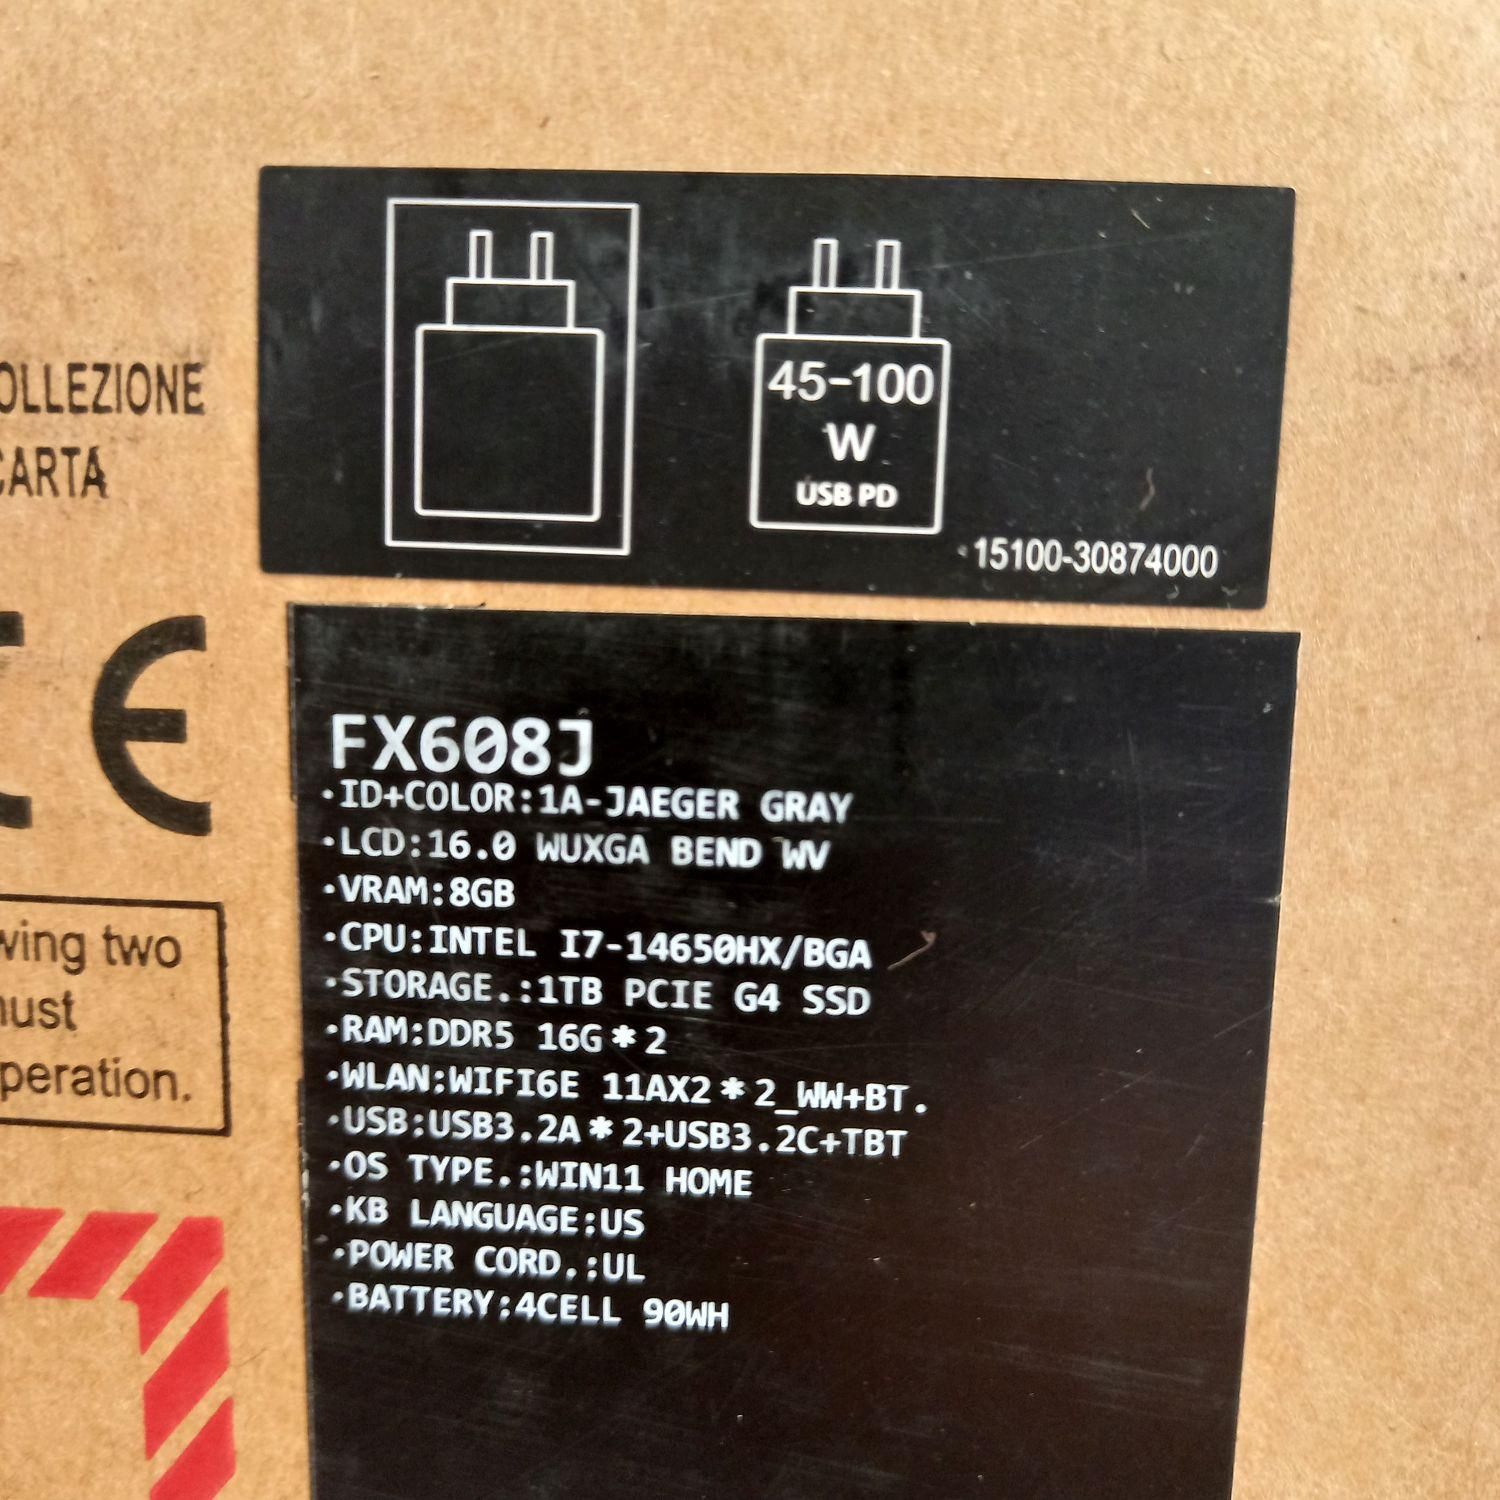 OLLEZIONE
CARTA
45-100
W
USB PD
15100-30874000
CE
wing two
must
peration.
FX608J
·ID+COLOR:1A-JAEGER GRAY
·LCD:16.0 WUXGA BEND WV
·VRAM:8GB
·CPU:INTEL I7-14650HX/BGA
·STORAGE.:1TB PCIE G4 SSD
·RAM:DDR5 16G*2
·WLAN:WIFI6E 11AX2*2_WW+BT.
·USB:USB3.2A*2+USB3.2C+TBT
·OS TYPE.:WIN11 HOME
·KB LANGUAGE:US
·POWER CORD.:UL
·BATTERY:4CELL 90WH